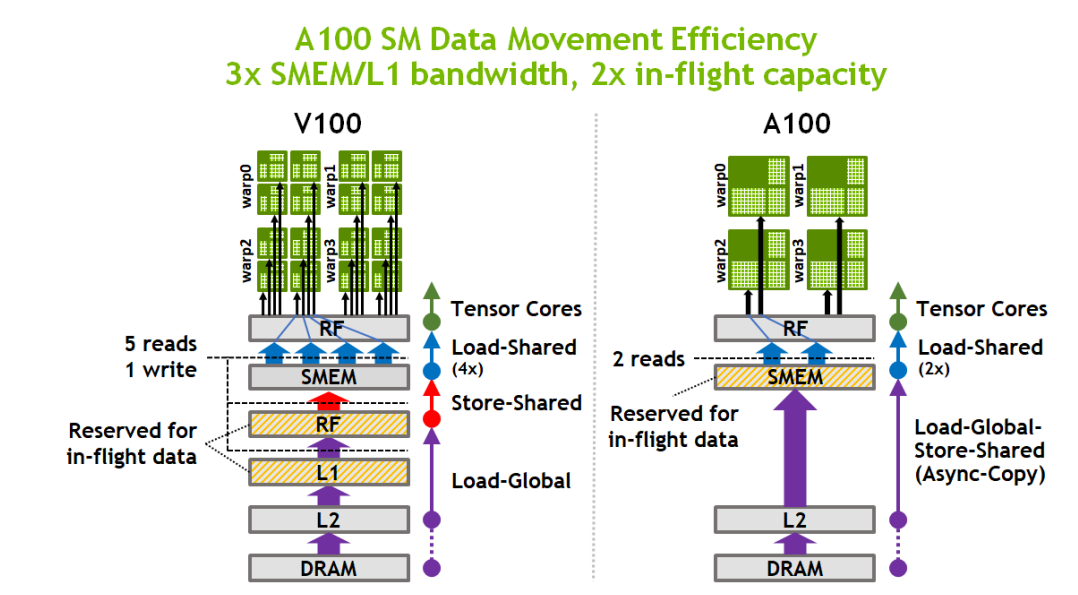 A100 SM Data Movement Efficiency
3x SMEM/L1 bandwidth, 2x in-flight capacity
V100
warp0
warp1
warp2
warp3
RF
SMEM
RF
L1
L2
DRAM
5 reads
1 write
Reserved for
in-flight data
Tensor Cores
Load-Shared
(4x)
Store-Shared
Load-Global
A100
warp0
warp1
warp2
warp3
RF
SMEM
L2
DRAM
2 reads
Reserved for
in-flight data
Tensor Cores
Load-Shared
(2x)
Load-Global-
Store-Shared
(Async-Copy)